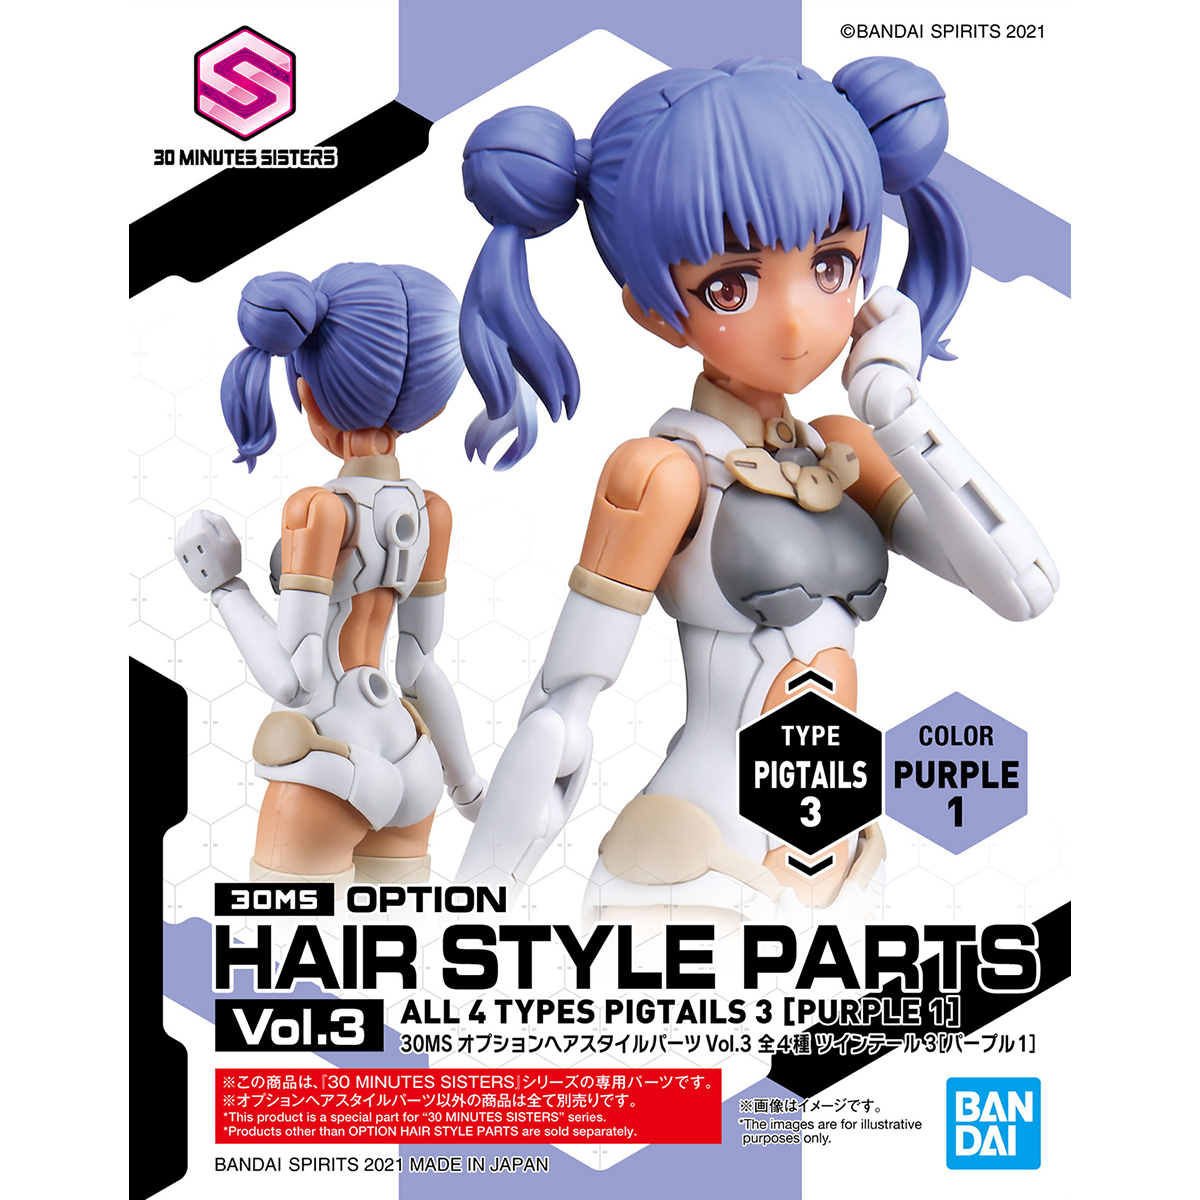 ©BANDAI SPIRITS 2021
30 MINUTES SISTERS
TYPE
PIGTAILS
3
COLOR
PURPLE
1
30MS OPTION
HAIR STYLE PARTS
Vol.3
ALL 4 TYPES PIGTAILS 3 [PURPLE 1]
30MS オプションヘアスタイルパーツ Vol.3 全4種 ツインテール 3[パープル1]
※この商品は、『30 MINUTES SISTERS』シリーズの専用パーツです。
※オプションヘアスタイルパーツ以外の商品は全て別売りです。
*This product is a special part for “30 MINUTES SISTERS” series.
*Products other than OPTION HAIR STYLE PARTS are sold separately.
※画像はイメージです。
*The images are for illustrative
purposes only.
BAN
DAI
BANDAI SPIRITS 2021 MADE IN JAPAN